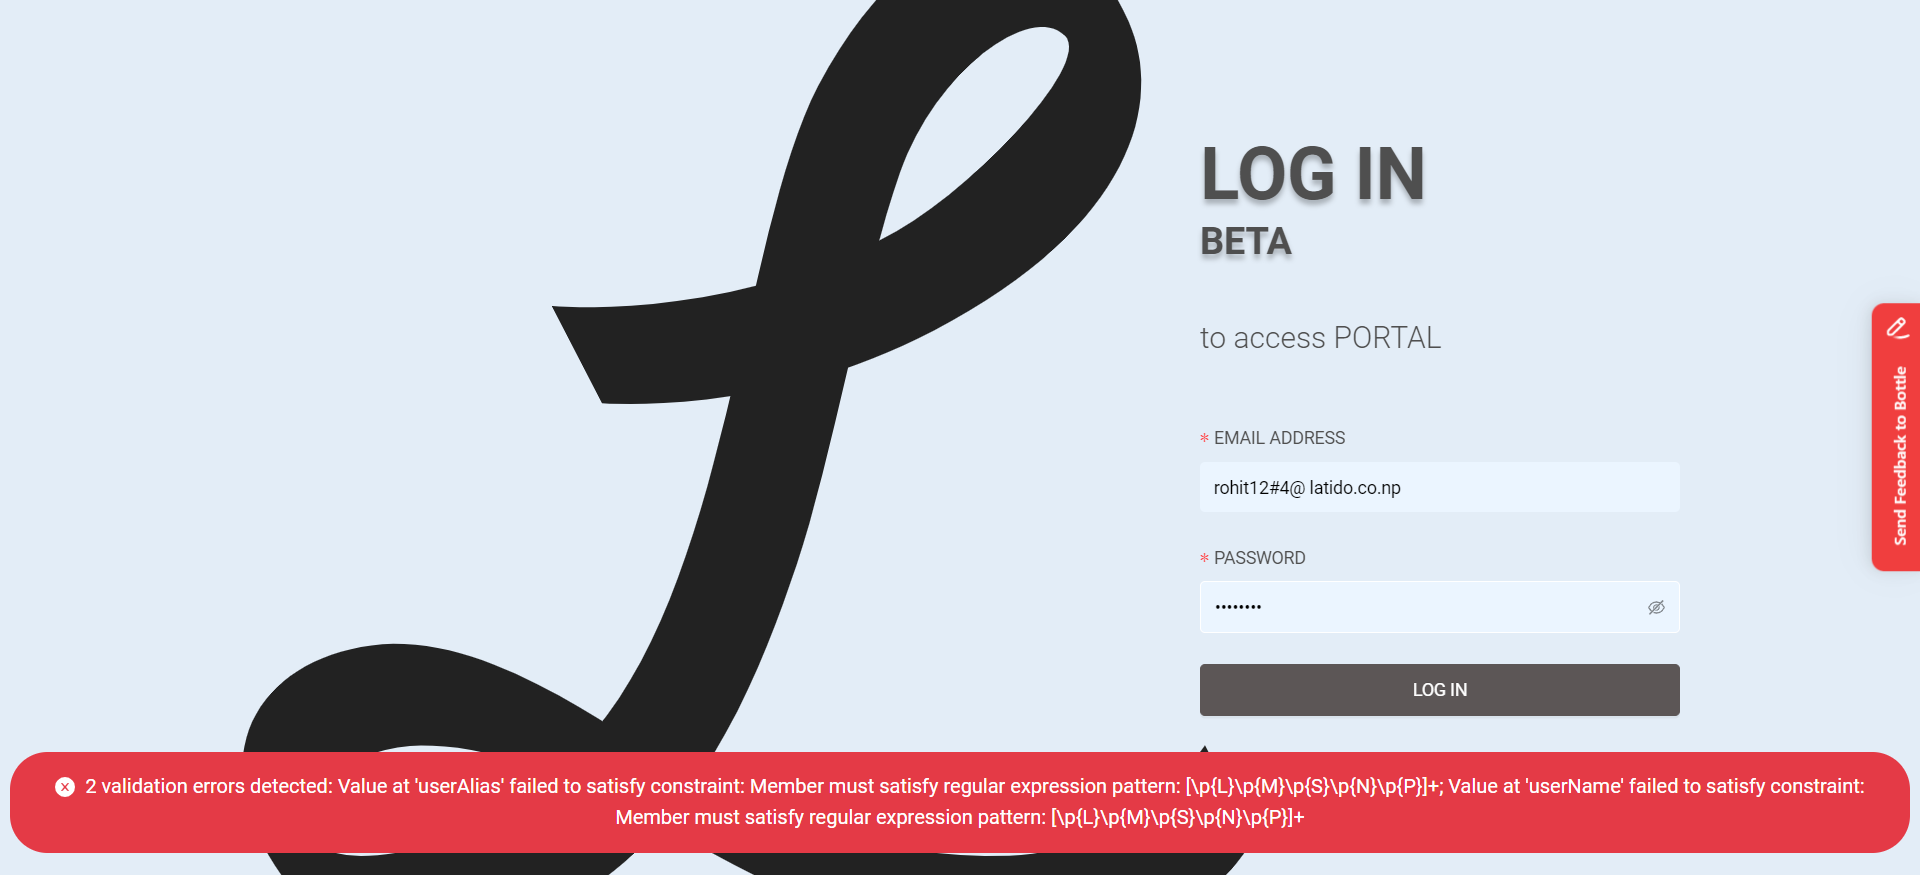 LOG IN
BETA
to access PORTAL
* EMAIL ADDRESS
rohit12#4@ latido.co.np
* PASSWORD
••••••••
LOG IN
Send Feedback to Bottle
2 validation errors detected: Value at 'userAlias' failed to satisfy constraint: Member must satisfy regular expression pattern: [\p{L}\p{M}\p{S}\p{N}\p{P}]+; Value at 'userName' failed to satisfy constraint:
Member must satisfy regular expression pattern: [\p{L}\p{M}\p{S}\p{N}\p{P}]+